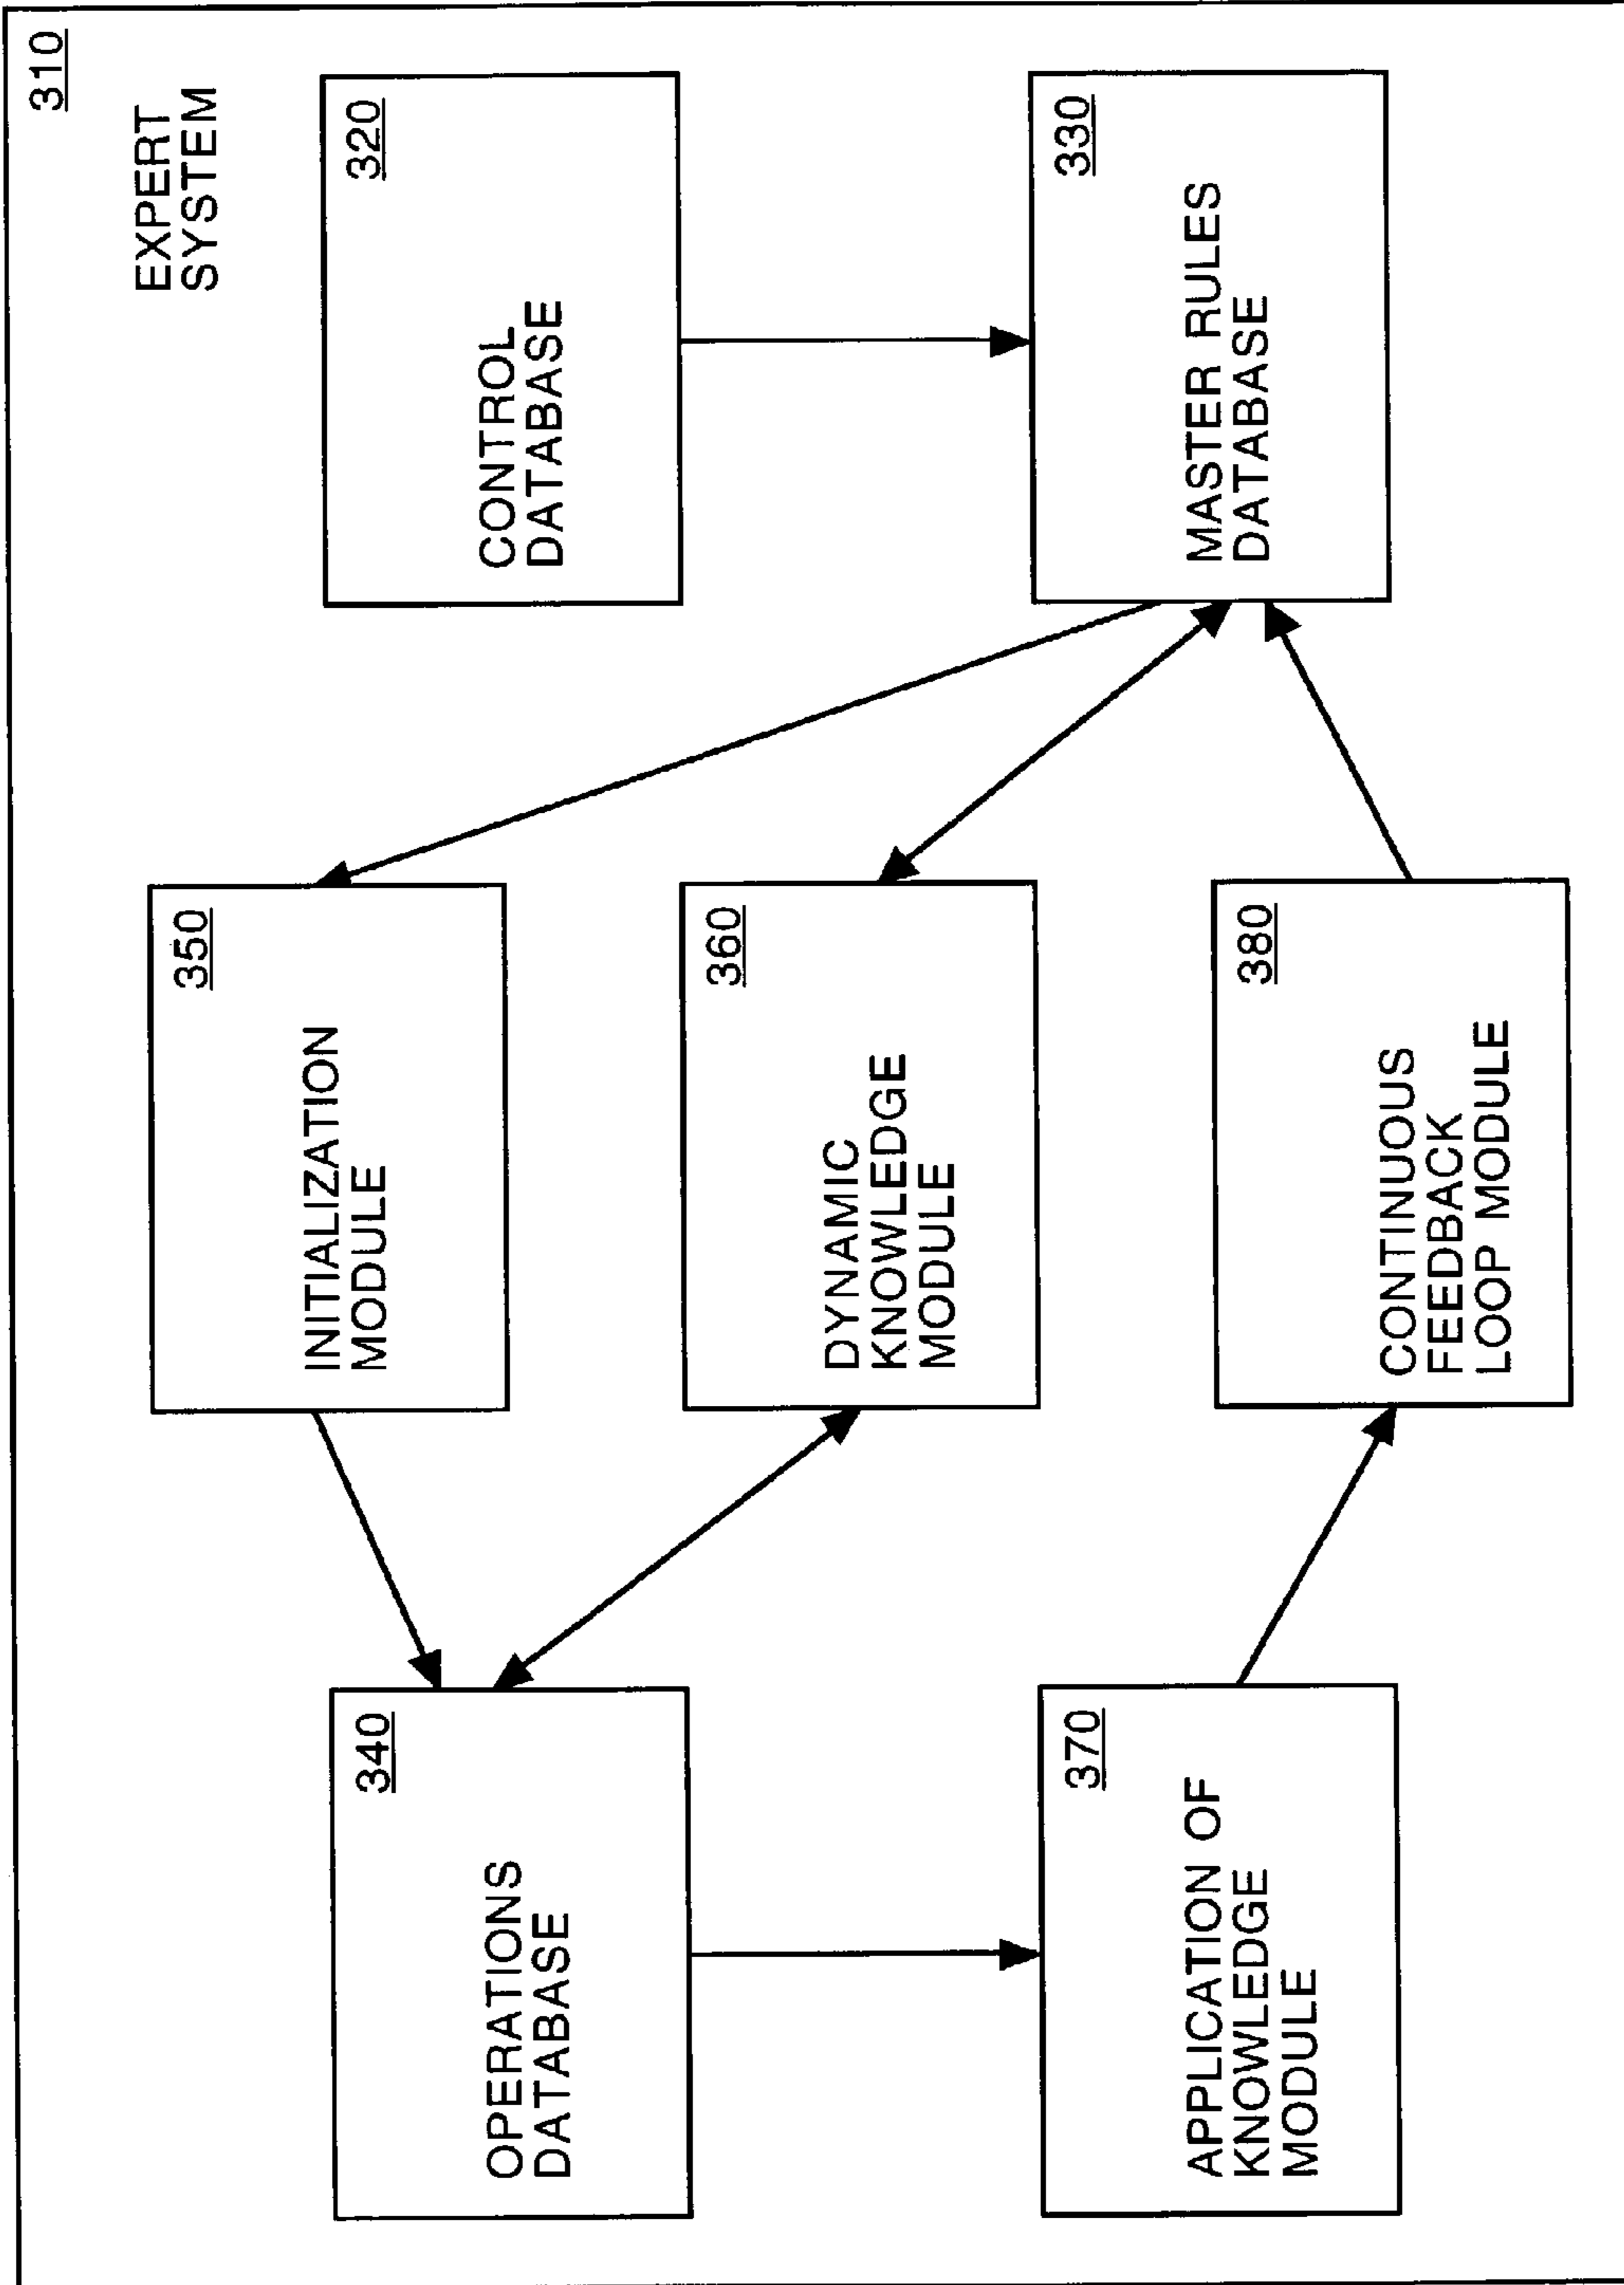 310
EXPERT
SYSTEM
350
INITIALIZATION
MODULE
340
OPERATIONS
DATABASE
320
CONTROL
DATABASE
360
DYNAMIC
KNOWLEDGE
MODULE
370
APPLICATION OF
KNOWLEDGE
MODULE
330
MASTER RULES
DATABASE
380
CONTINUOUS
FEEDBACK
LOOP MODULE